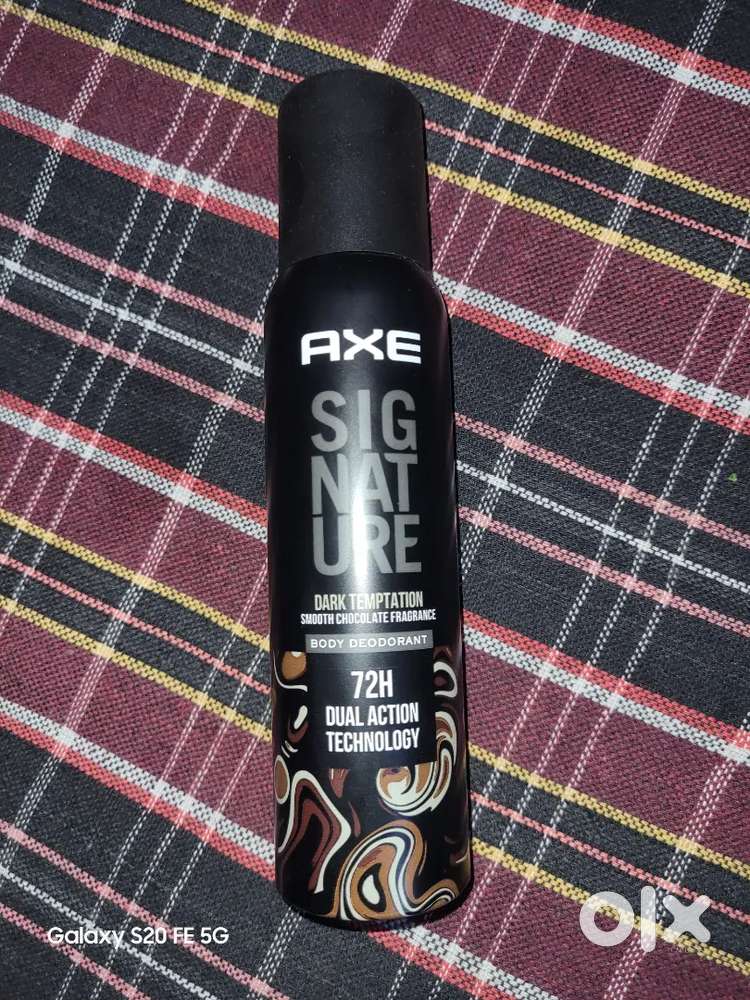 AXE
SIG
NAT
URE
DARK TEMPTATION
SMOOTH CHOCOLATE FRAGRANCE
BODY DEODORANT
72H
DUAL ACTION
TECHNOLOGY
Galaxy S20 FE 5G
olx